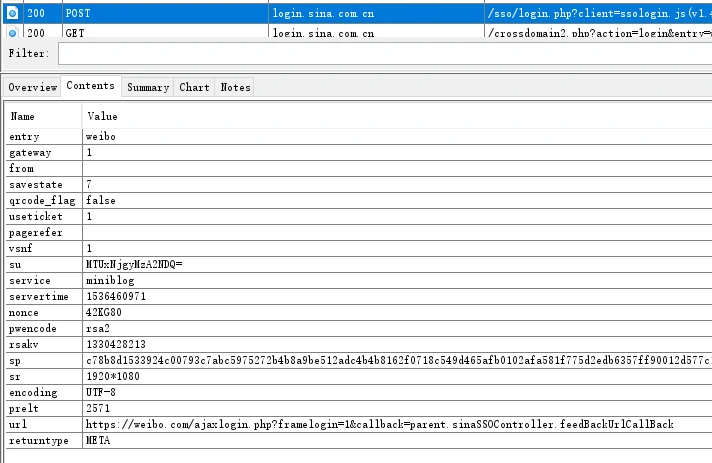 200 POST login.sina.com.cn /sso/login.php?client=ssologin.js(v1.4
200 GET login.sina.com.cn /crossdomain2.php?action=login&entry=
Filter:
Overview Contents Summary Chart Notes
Name Value
entry weibo
gateway 1
from
savestate 7
qrcode_flag false
useticket 1
pagerefer
vsnf 1
su MTUxNjgyMzA2NDQ=
service miniblog
servertime 1536460971
nonce 42KG80
pwencode rsa2
rsakv 1330428213
sp c78b8d1533924c00793c7abc5975272b4b8a9be512adc4b4b8162f0718c549d465afb0102afa581f775d2edb6357ff90012d577c
sr 1920*1080
encoding UTF-8
prelt 2571
url https://weibo.com/ajaxlogin.php?framelogin=1&callback=parent.sinaSSOController.feedBackUrlCallBack
returntype META